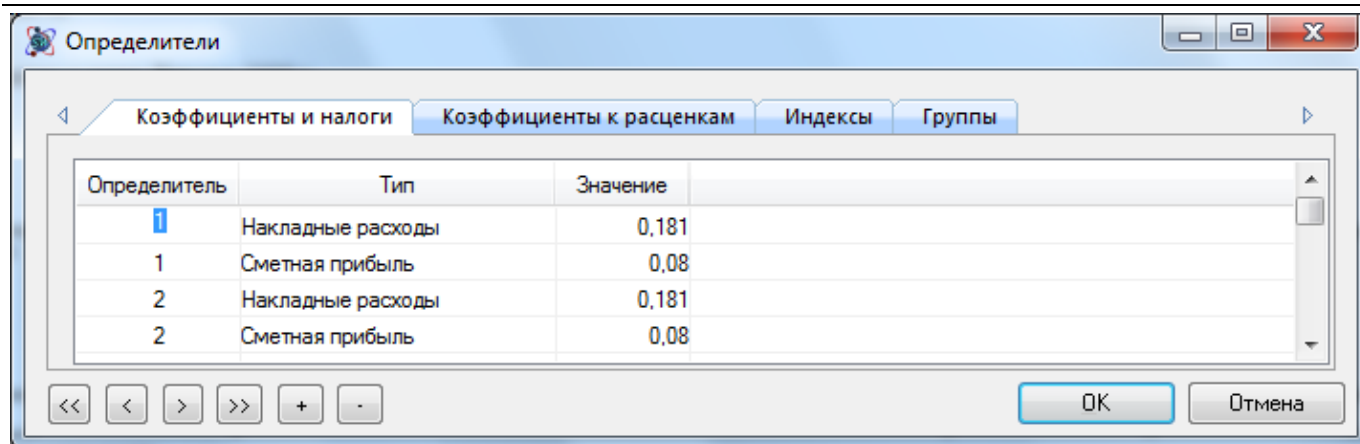 Определители
Коэффициенты и налоги Коэффициенты к расценкам Индексы Группы
Определитель Тип Значение
1 Накладные расходы 0,181
1 Сметная прибыль 0,08
2 Накладные расходы 0,181
2 Сметная прибыль 0,08
<< < > >> + - OK Отмена